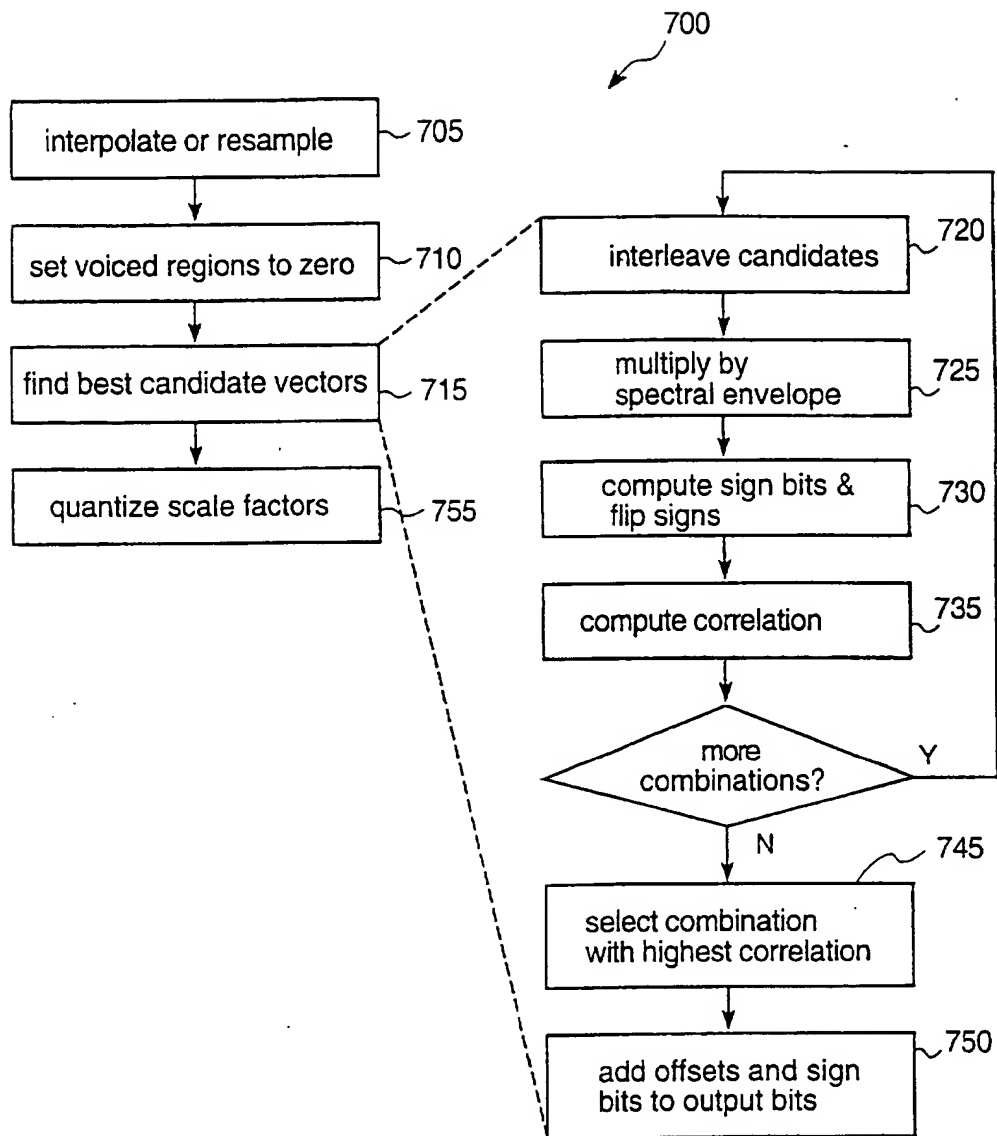 700
interpolate or resample
705
set voiced regions to zero
710
find best candidate vectors
715
quantize scale factors
755
interleave candidates
720
multiply by
spectral envelope
725
compute sign bits &
flip signs
730
compute correlation
735
more
combinations?
Y
N
745
select combination
with highest correlation
add offsets and sign
bits to output bits
750